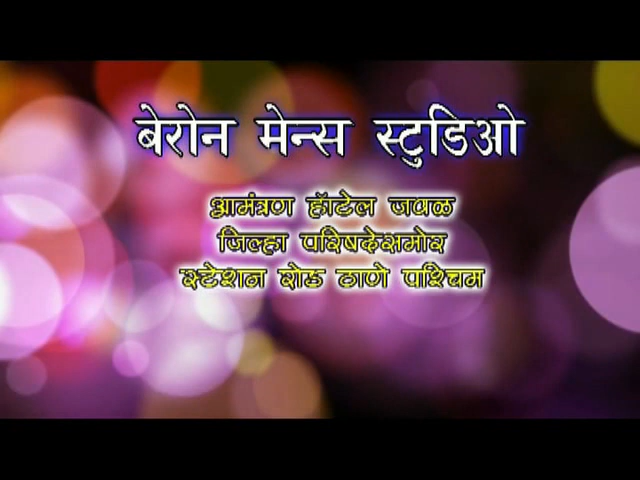 बेरोन मेन्स स्टुडिओ
आमंत्रण हॉटेल जवळ
जिल्हा परिषदेसमोर
स्टेशन रोड ठाणे पश्चिम